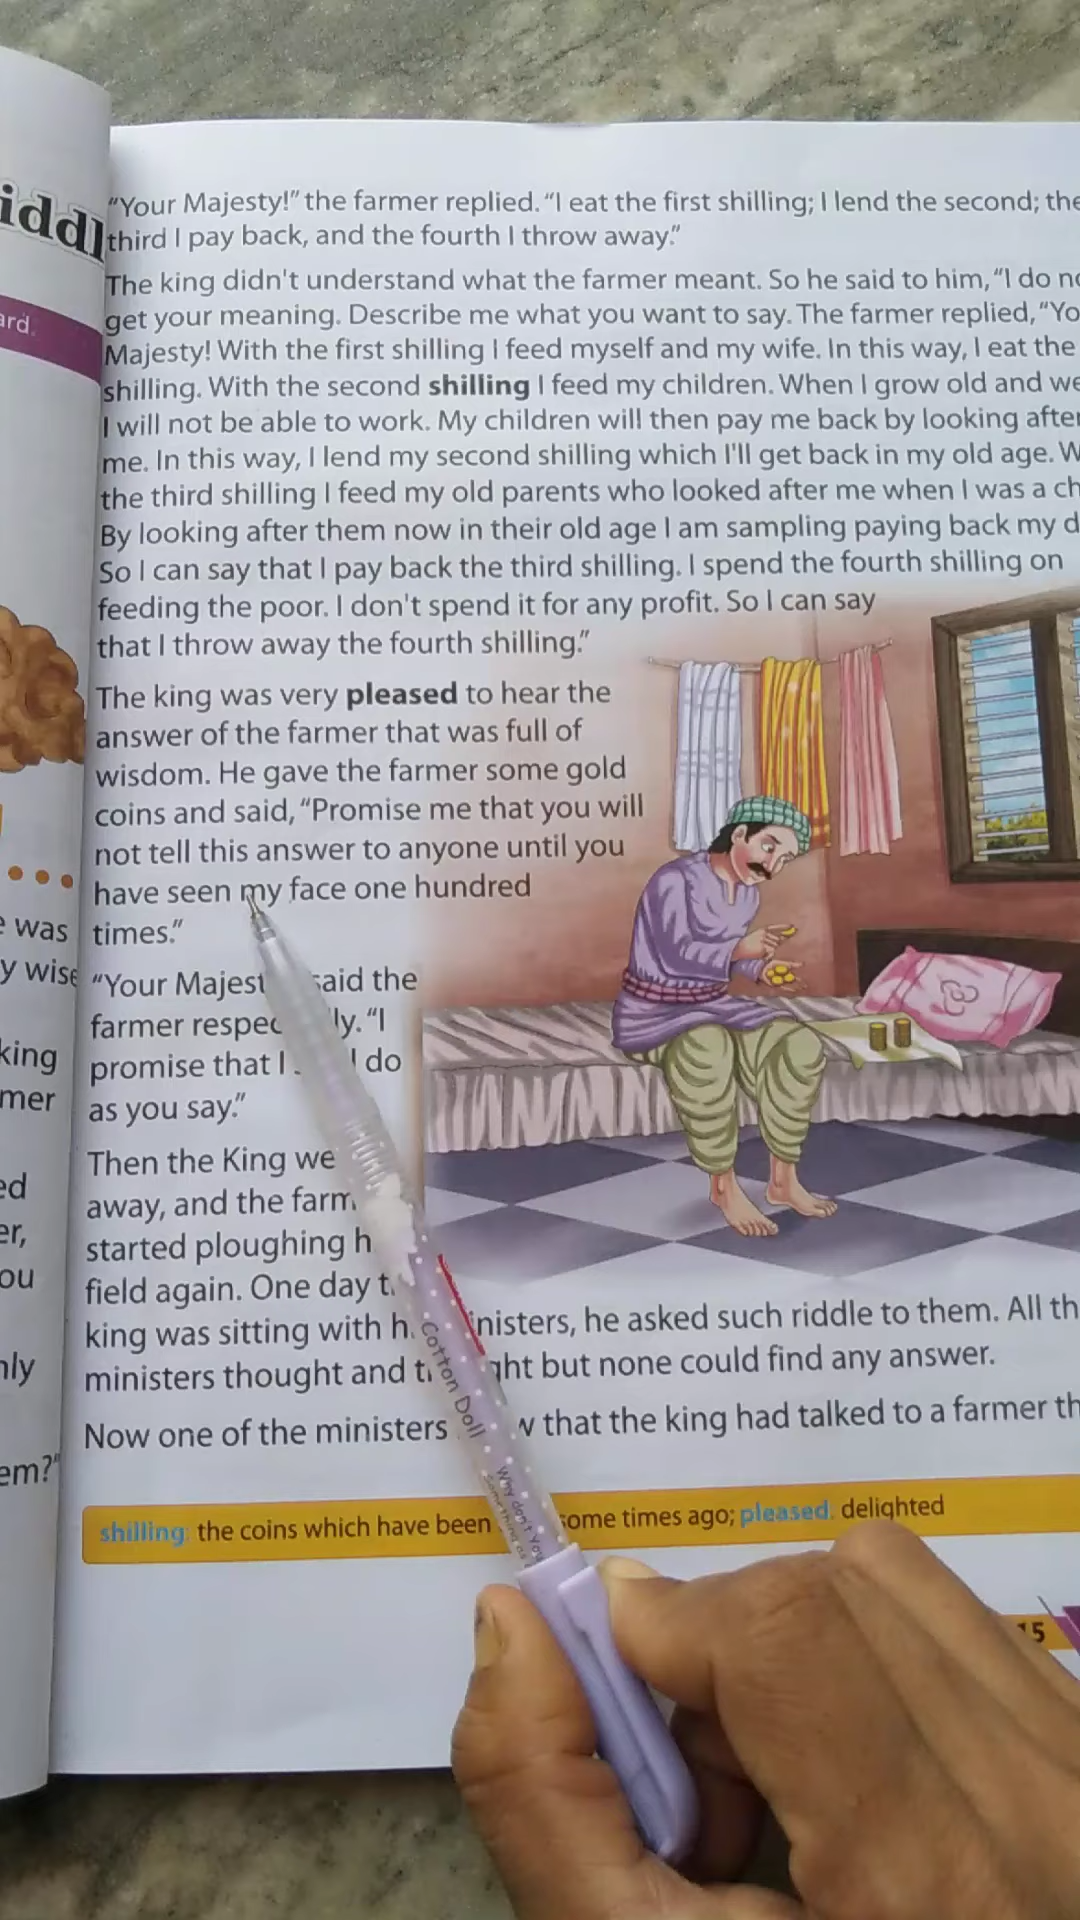 iddl
ard.
was
y wise
king
mer
ed
er,
ou
nly
em?"
"Your Majesty!" the farmer replied. "I eat the first shilling; I lend the second; the
third I pay back, and the fourth I throw away."
The king didn't understand what the farmer meant. So he said to him, "I do
get your meaning. Describe me what you want to say. The farmer replied, "Yo
Majesty! With the first shilling I feed myself and my wife. In this way, I eat the
shilling. With the second shilling I feed my children. When I grow old and we
I will not be able to work. My children will then pay me back by looking after
me. In this way, I lend my second shilling which I'll get back in my old age. W
the third shilling I feed my old parents who looked after me when I was a ch
By looking after them now in their old age I am sampling paying back my d
So I can say that I pay back the third shilling. I spend the fourth shilling on
feeding the poor. I don't spend it for any profit. So I can say
that I throw away the fourth shilling."
The king was very pleased to hear the
answer of the farmer that was full of
wisdom. He gave the farmer some gold
coins and said, "Promise me that you will
not tell this answer to anyone until you
have seen my face one hundred
times."
"Your Majest said the
farmer respec ly. "I
promise that I do
as you say."
Then the King we
away, and the farm
started ploughing h
field again. One day t
king was sitting with h nisters, he asked such riddle to them. All th
ministers thought and t ght but none could find any answer.
Now one of the ministers w that the king had talked to a farmer th
shilling: the coins which have been some times ago; pleased: delighted
15
Cotton Doll
Why don't You